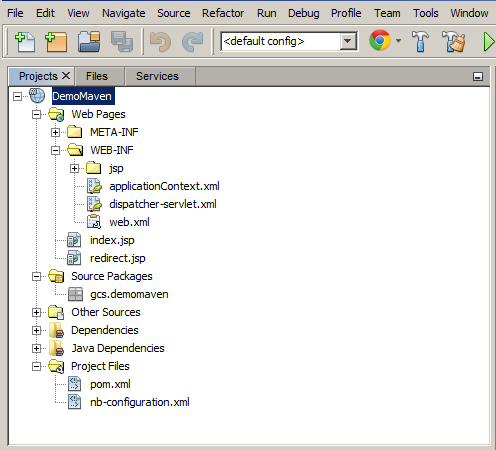 File Edit View Navigate Source Refactor Run Debug Profile Team Tools Window
<default config>
Projects Files Services
DemoMaven
Web Pages
META-INF
WEB-INF
jsp
applicationContext.xml
dispatcher-servlet.xml
web.xml
index.jsp
redirect.jsp
Source Packages
gcs.demomaven
Other Sources
Dependencies
Java Dependencies
Project Files
pom.xml
nb-configuration.xml